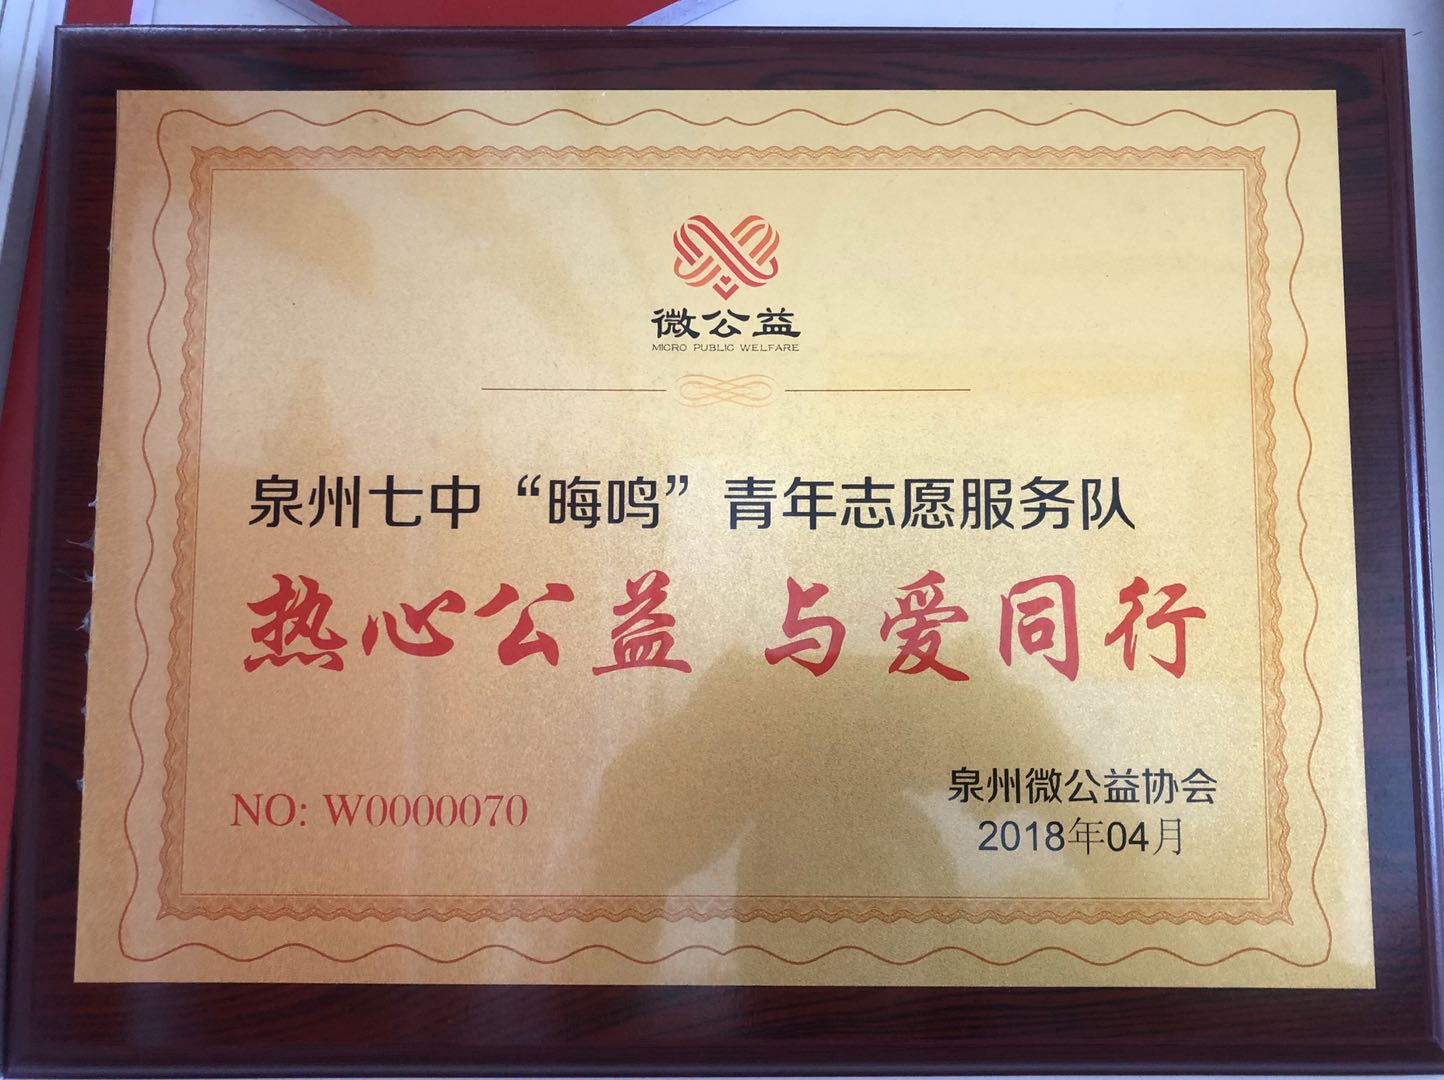 微公益
MICRO PUBLIC WELFARE
泉州七中“晦鸣”青年志愿服务队
热心公益 与爱同行
NO: W0000070
泉州微公益协会
2018年04月